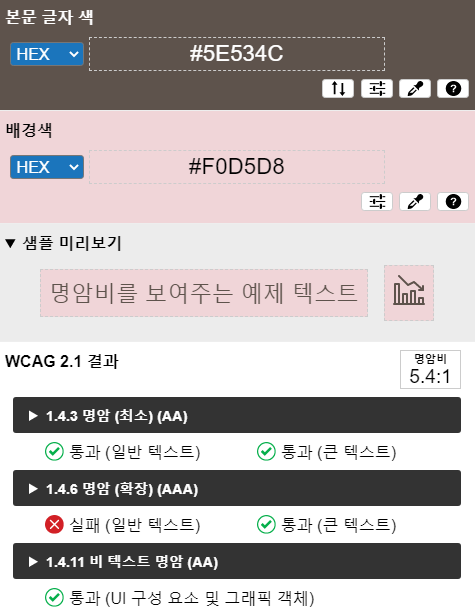 본문 글자 색
HEX
#5E534C
배경색
HEX
#F0D5D8
▼ 샘플 미리보기
명암비를 보여주는 예제 텍스트
WCAG 2.1 결과
명암비
5.4:1
▶ 1.4.3 명암 (최소) (AA)
통과 (일반 텍스트) 통과 (큰 텍스트)
▶ 1.4.6 명암 (확장) (AAA)
실패 (일반 텍스트) 통과 (큰 텍스트)
▶ 1.4.11 비 텍스트 명암 (AA)
통과 (UI 구성 요소 및 그래픽 객체)